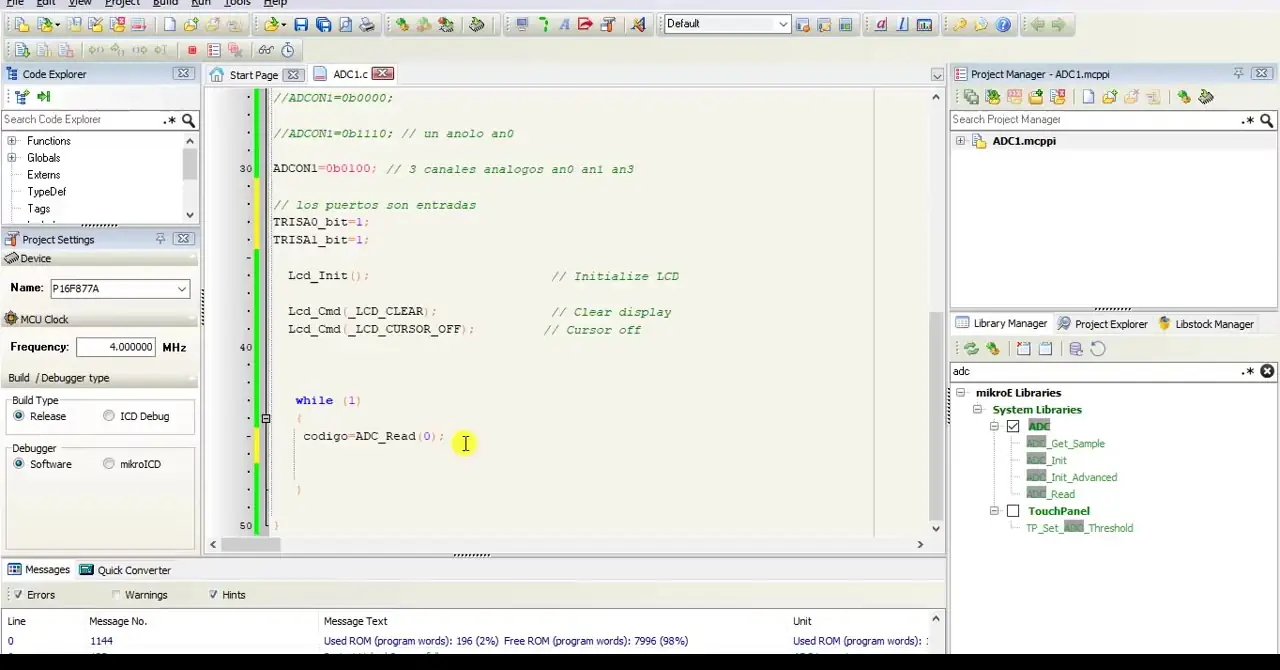 File Edit View Project Build Run Tools Help
Default
Code Explorer
Start Page
ADC1.c
Project Manager - ADC1.mcppi
Search Code Explorer
Search Project Manager
Functions
Globals
Externs
TypeDef
Tags
ADC1.mcppi
//ADCON1=0b0000;
//ADCON1=0b1110; // un anolo an0
30 ADCON1=0b0100; // 3 canales analogos an0 an1 an3
// los puertos son entradas
TRISA0_bit=1;
TRISA1_bit=1;
Lcd_Init(); // Initialize LCD
Lcd_Cmd(_LCD_CLEAR); // Clear display
Lcd_Cmd(_LCD_CURSOR_OFF); // Cursor off
40
while (1)
{
codigo=ADC_Read(0);
}
50 }
Project Settings
Device
Name: P16F877A
MCU Clock
Frequency: 4.000000 MHz
Build / Debugger type
Build Type
Release ICD Debug
Debugger
Software mikroICD
Library Manager Project Explorer Libstock Manager
adc
mikroE Libraries
System Libraries
ADC
ADC_Get_Sample
ADC_Init
ADC_Init_Advanced
ADC_Read
TouchPanel
TP_Set_ADC_Threshold
Messages Quick Converter
Errors Warnings Hints
Line Message No. Message Text Unit
0 1144 Used ROM (program words): 196 (2%) Free ROM (program words): 7996 (98%) Used ROM (program words): 1